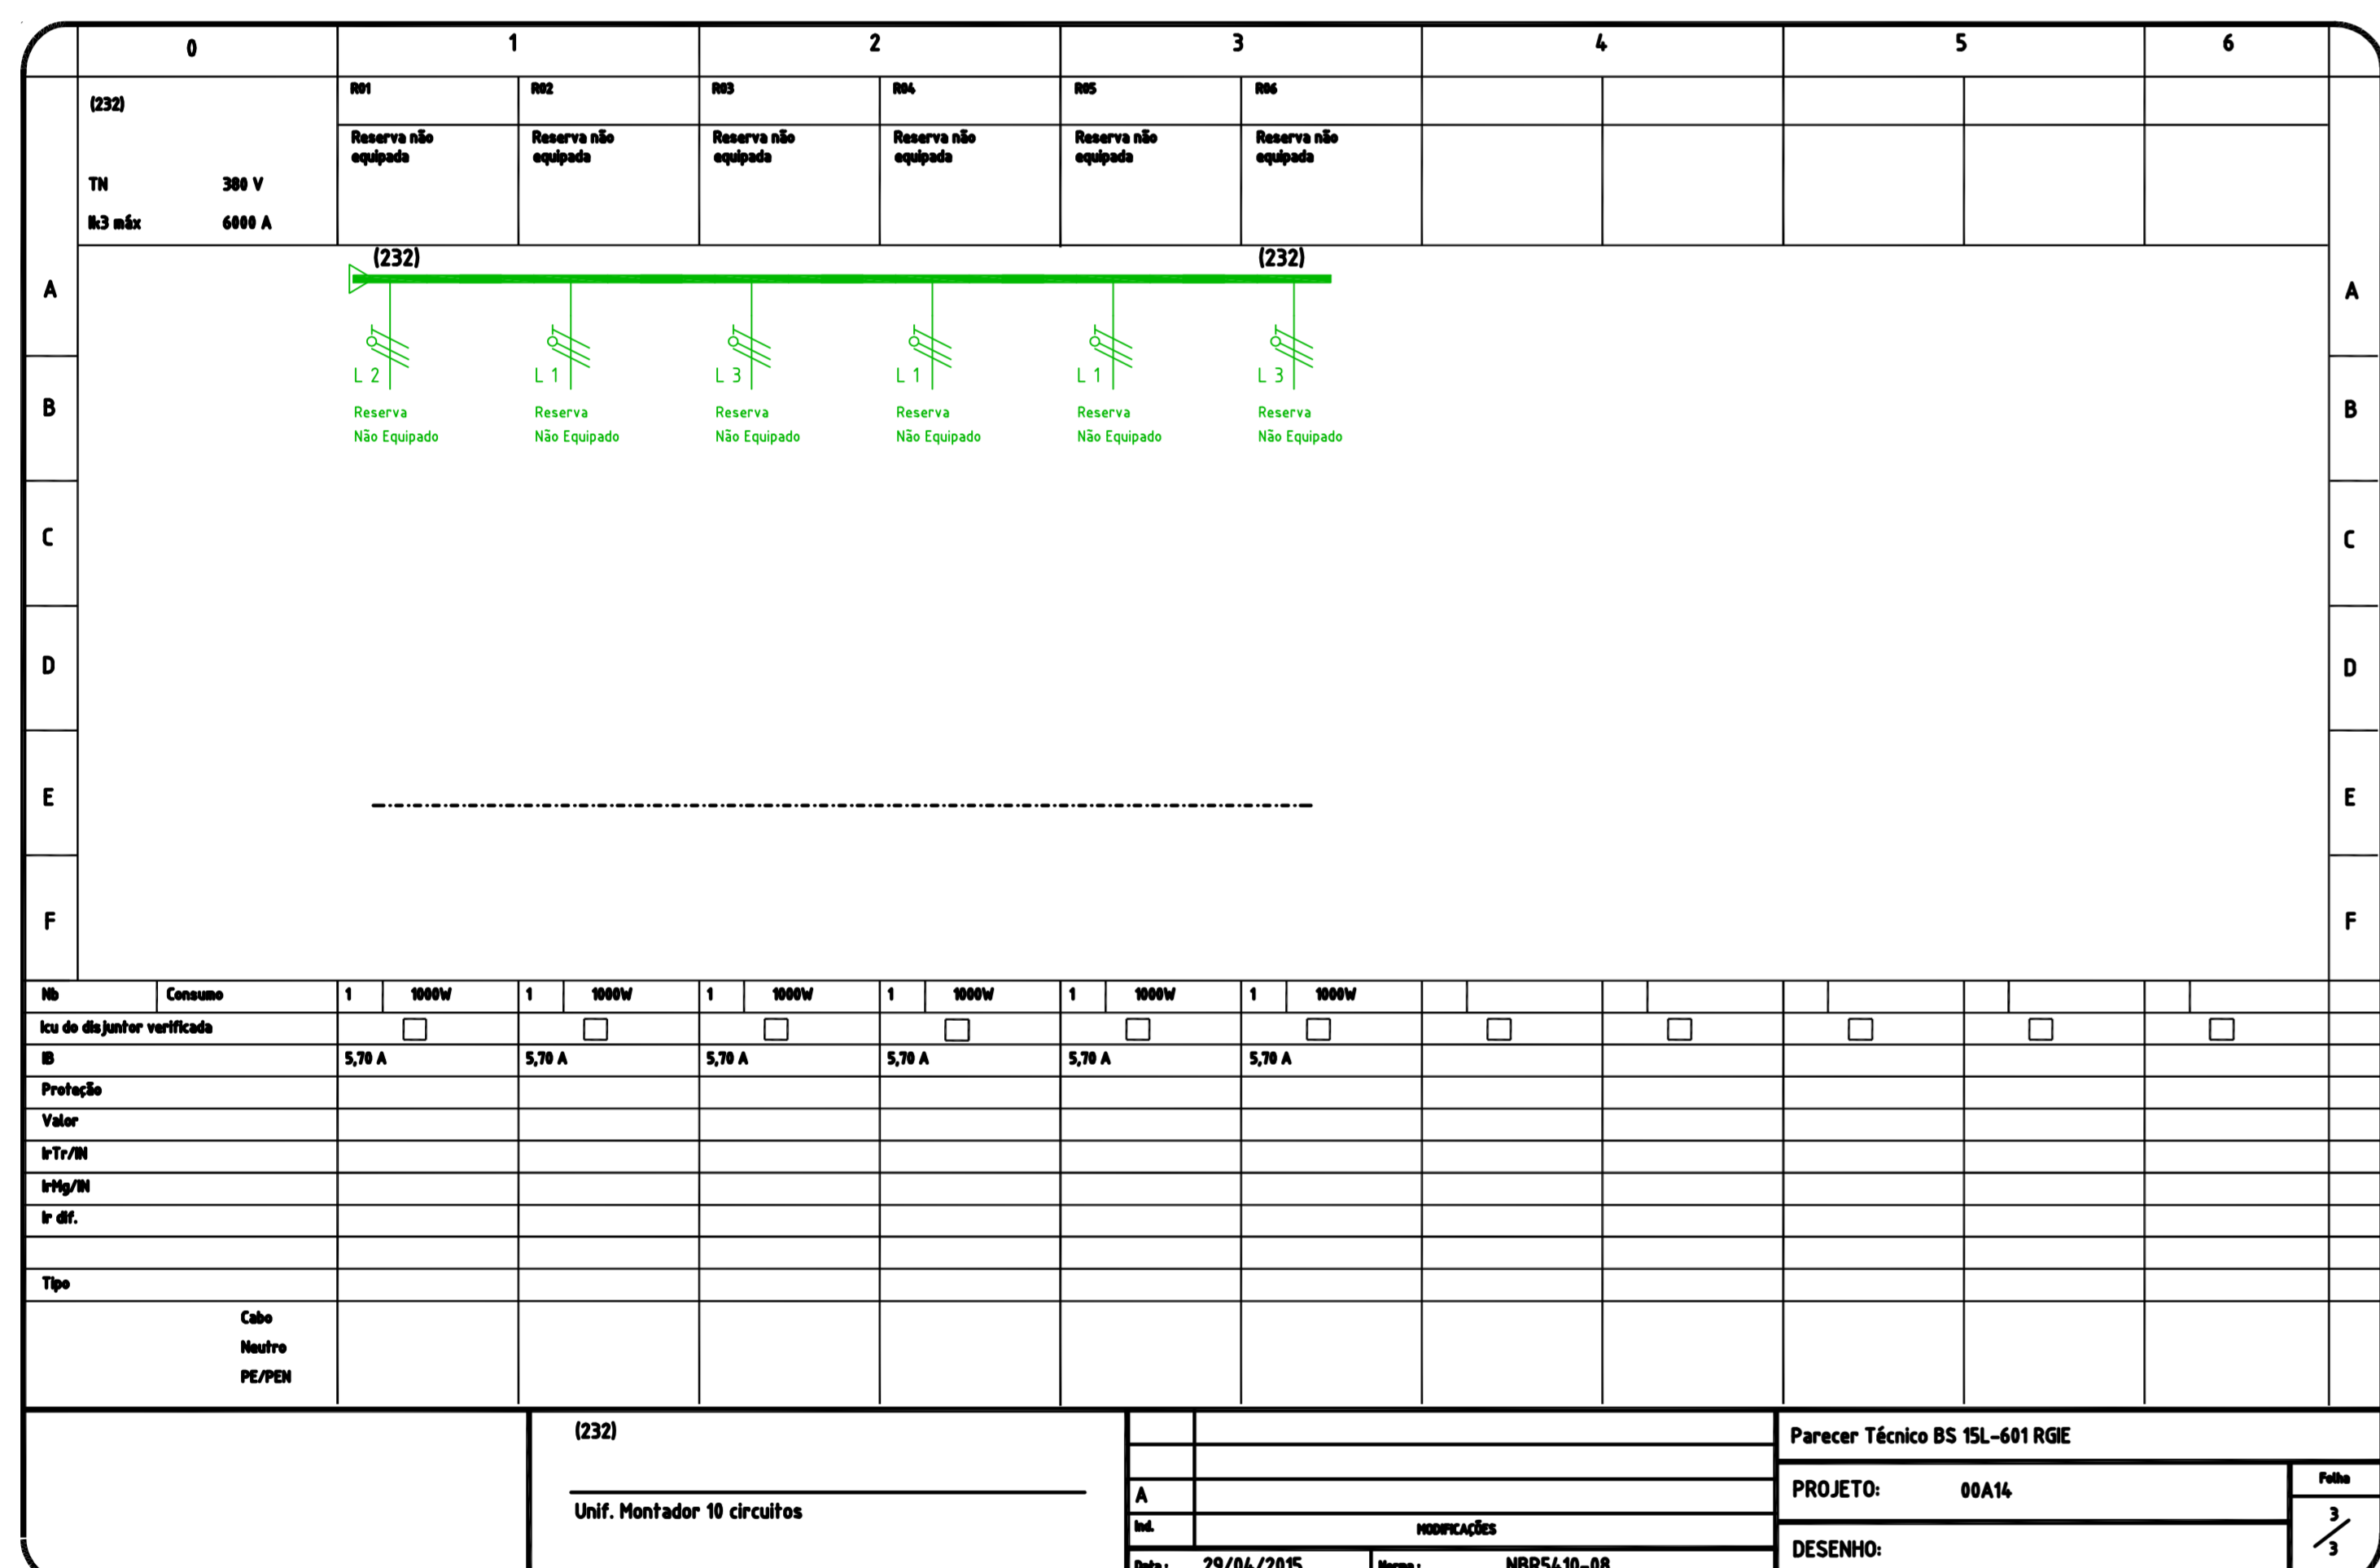 0 1 2 3 4 5 6
(232) R01 R02 R03 R04 R05 R06
Reserva não Reserva não Reserva não Reserva não Reserva não Reserva não
equipada equipada equipada equipada equipada equipada
TN 380 V
Ik3 máx 6000 A
(232) (232)
A A
L 2 L 1 L 3 L 1 L 1 L 3
B Reserva Reserva Reserva Reserva Reserva Reserva B
Não Equipado Não Equipado Não Equipado Não Equipado Não Equipado Não Equipado
C C
D D
E E
F F
Nb Consumo 1 1000W 1 1000W 1 1000W 1 1000W 1 1000W 1 1000W
Icu do disjuntor verificada
IB 5,70 A 5,70 A 5,70 A 5,70 A 5,70 A 5,70 A
Proteção
Valor
IrTr/IN
IrMg/IN
Ir dif.
Tipo
Cabo
Neutro
PE/PEN
(232)
Unif. Montador 10 circuitos
A
Ind. MODIFICAÇÕES
Data : 29/04/2015 Norma : NBR5410-08
Parecer Técnico BS 15L-601 RGIE
PROJETO: 00A14
Folha
3
3
DESENHO: